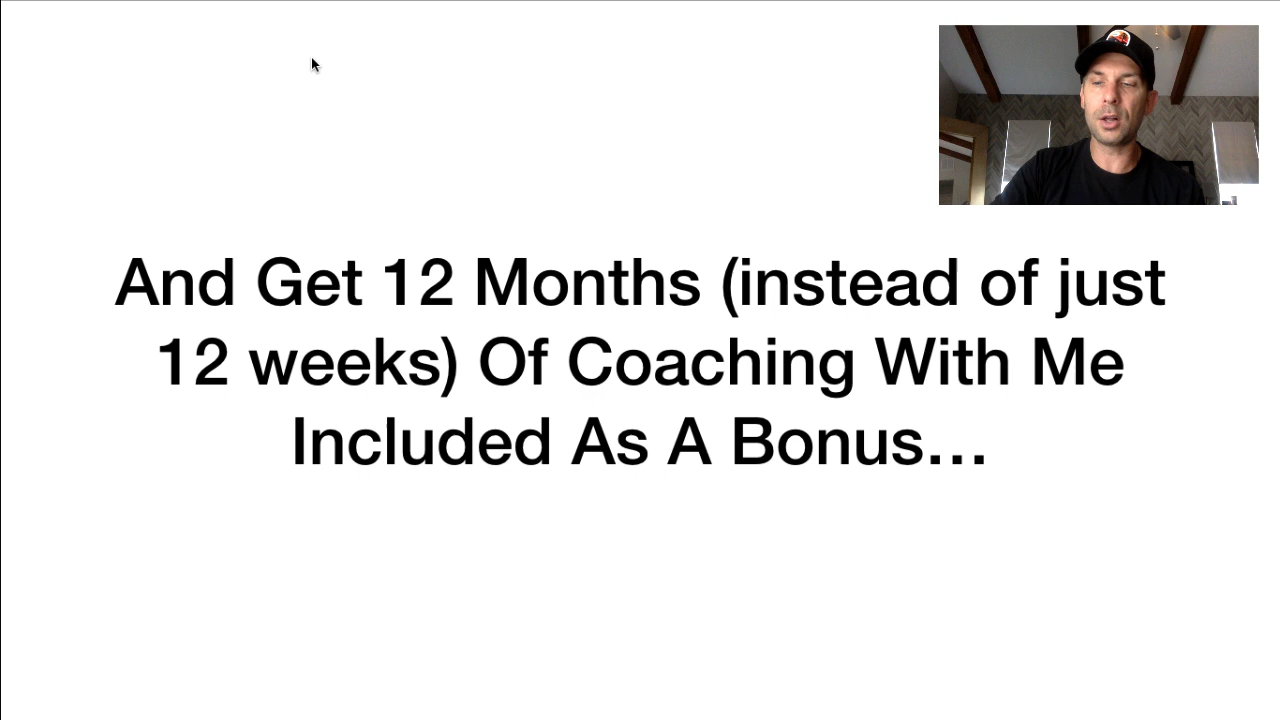 And Get 12 Months (instead of just
12 weeks) Of Coaching With Me
Included As A Bonus…